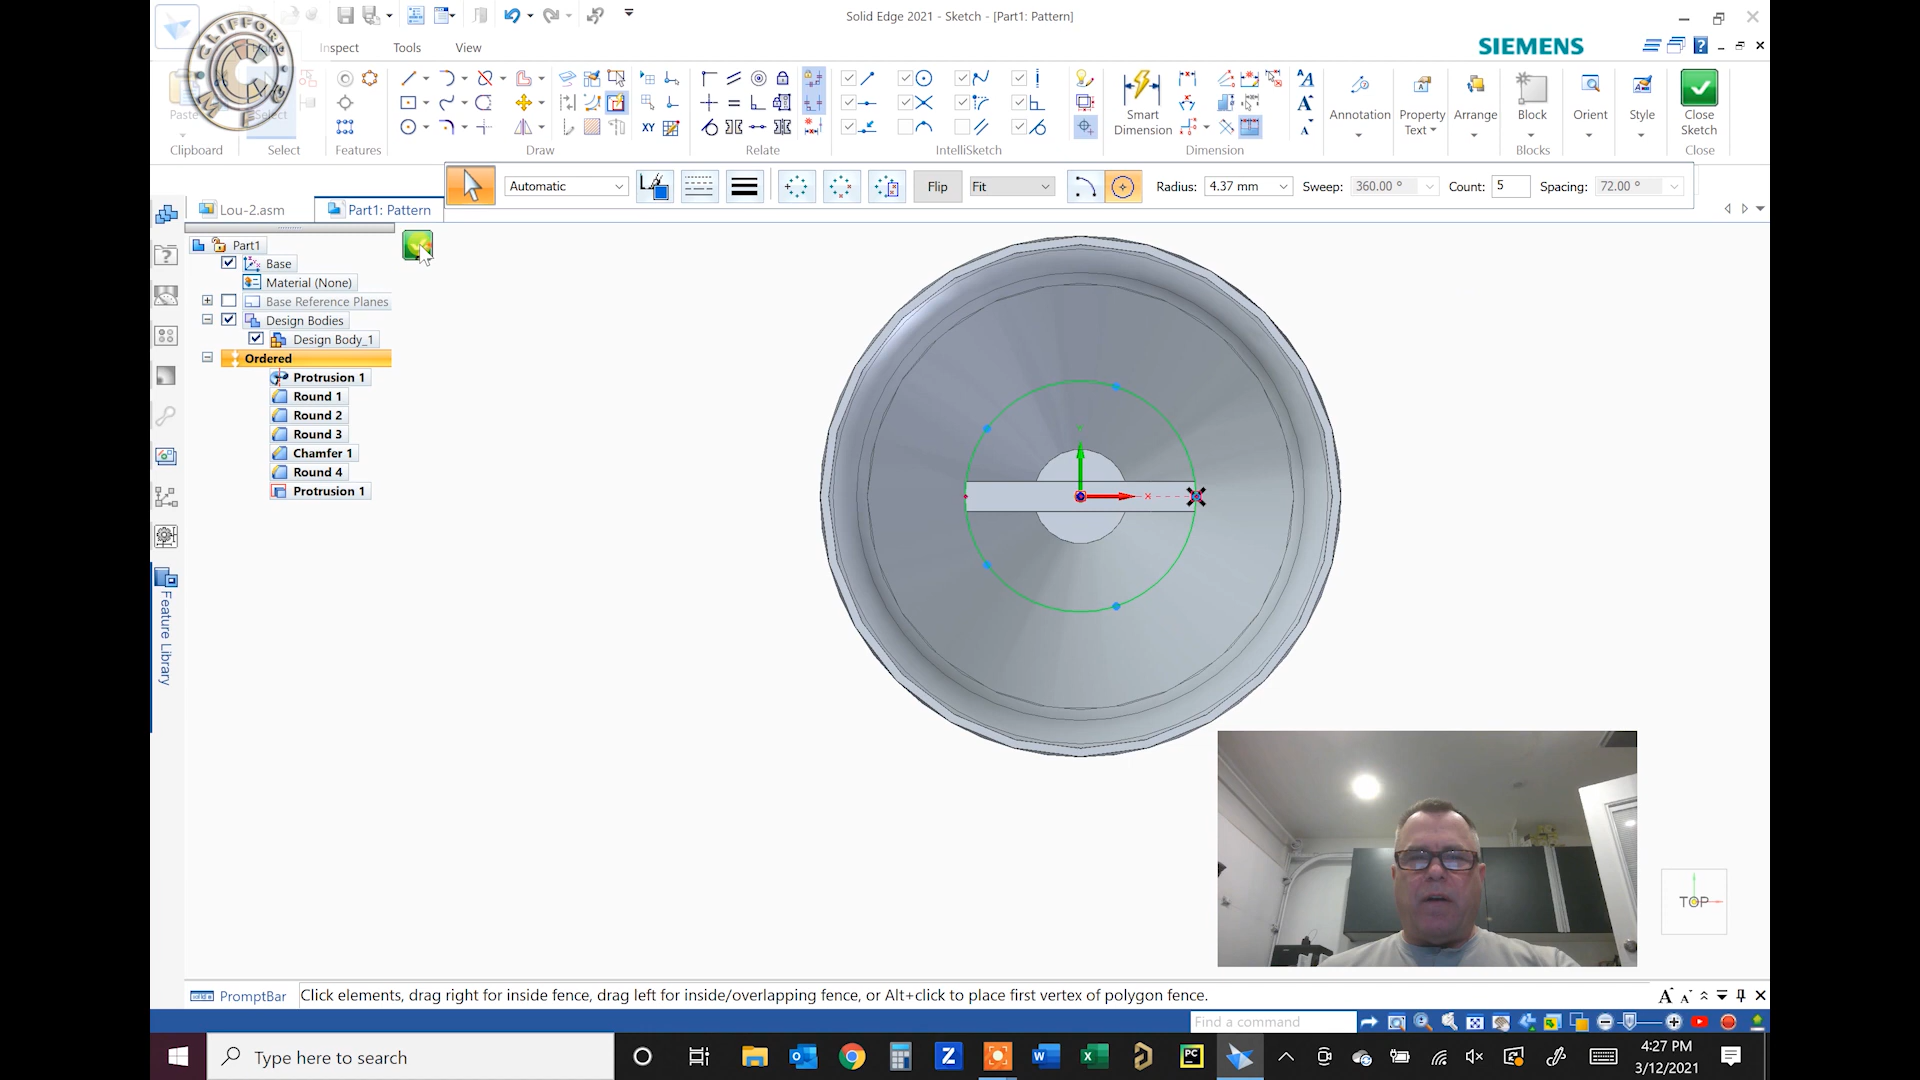 Solid Edge 2021 - Sketch - [Part1: Pattern]
CLIFFORD
Inspect
Tools
View
SIEMENS
Paste
Select
Smart
Dimension
Annotation
Property
Text
Arrange
Block
Orient
Style
Close
Sketch
Clipboard
Select
Features
Draw
Relate
IntelliSketch
Dimension
Blocks
Close
Automatic
Flip
Fit
Radius:
4.37 mm
Sweep:
360.00 °
Count:
5
Spacing:
72.00 °
Lou-2.asm
Part1: Pattern
Part1
Base
Material (None)
Base Reference Planes
Design Bodies
Design Body_1
Ordered
Protrusion 1
Round 1
Round 2
Round 3
Chamfer 1
Round 4
Protrusion 1
Feature Library
TOP
PromptBar
Click elements, drag right for inside fence, drag left for inside/overlapping fence, or Alt+click to place first vertex of polygon fence.
Find a command
Type here to search
4:27 PM
3/12/2021